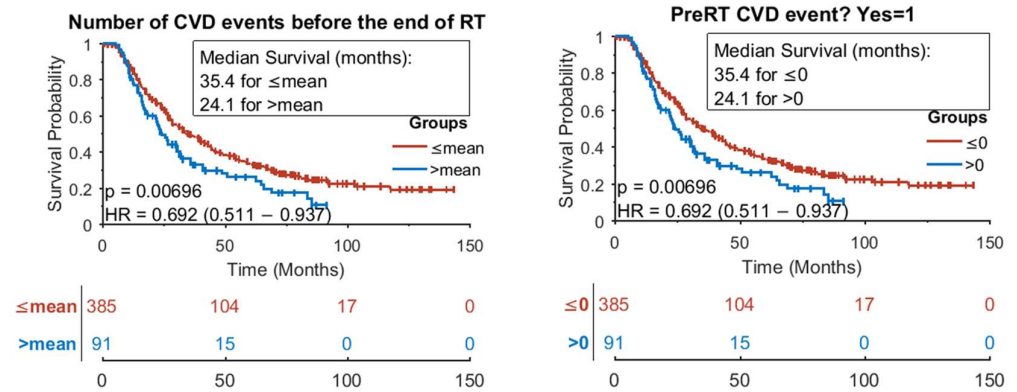 Number of CVD events before the end of RT
Survival Probability
1
0.8
0.6
0.4
0.2
0
Median Survival (months):
35.4 for ≤mean
24.1 for >mean
Groups
≤mean
>mean
p = 0.00696
HR = 0.692 (0.511 – 0.937)
0 50 100 150
Time (Months)
≤mean 385 104 17 0
>mean 91 15 0 0
0 50 100 150
PreRT CVD event? Yes=1
Survival Probability
1
0.8
0.6
0.4
0.2
0
Median Survival (months):
35.4 for ≤0
24.1 for >0
Groups
≤0
>0
p = 0.00696
HR = 0.692 (0.511 – 0.937)
0 50 100 150
Time (Months)
≤0 385 104 17 0
>0 91 15 0 0
0 50 100 150